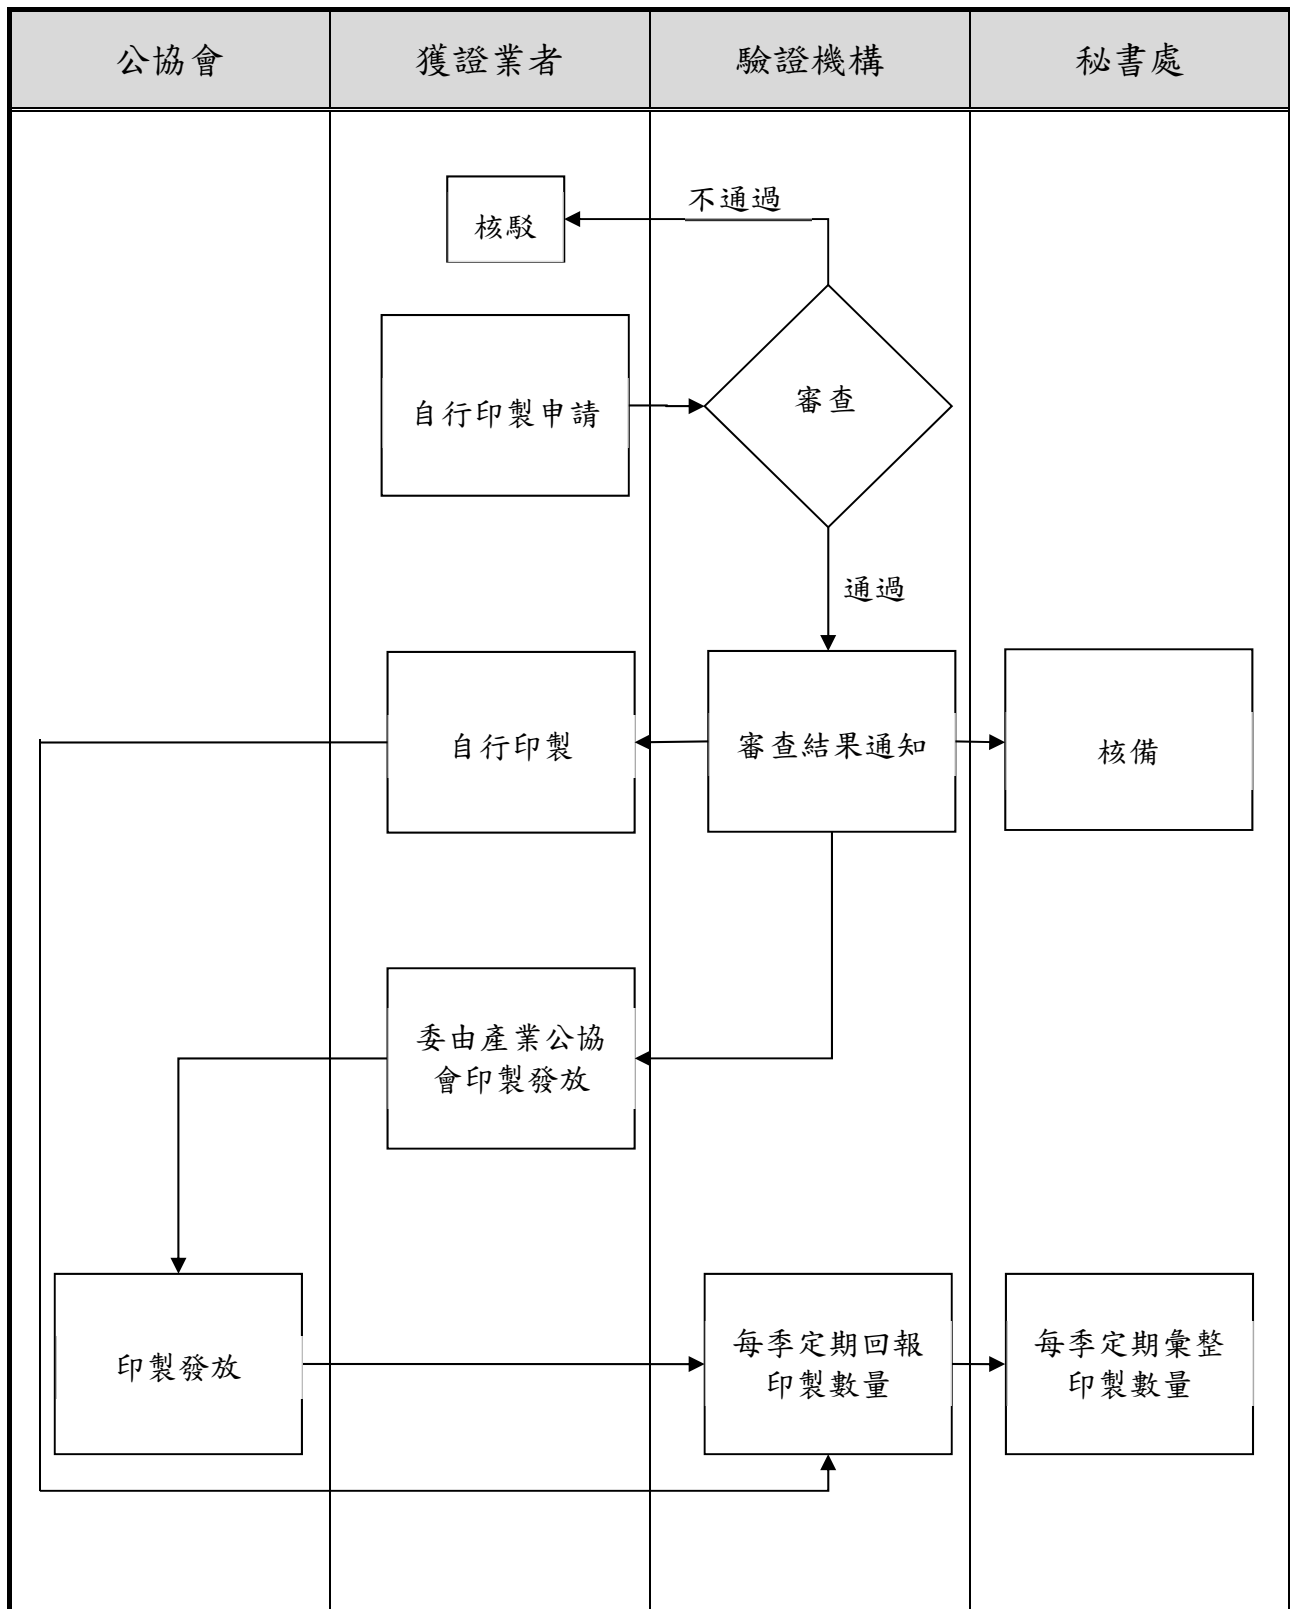 公協會
獲證業者
驗證機構
秘書處
不通過
核駁
自行印製申請
審查
通過
自行印製
審查結果通知
核備
委由產業公協
會印製發放
印製發放
每季定期回報
印製數量
每季定期彙整
印製數量